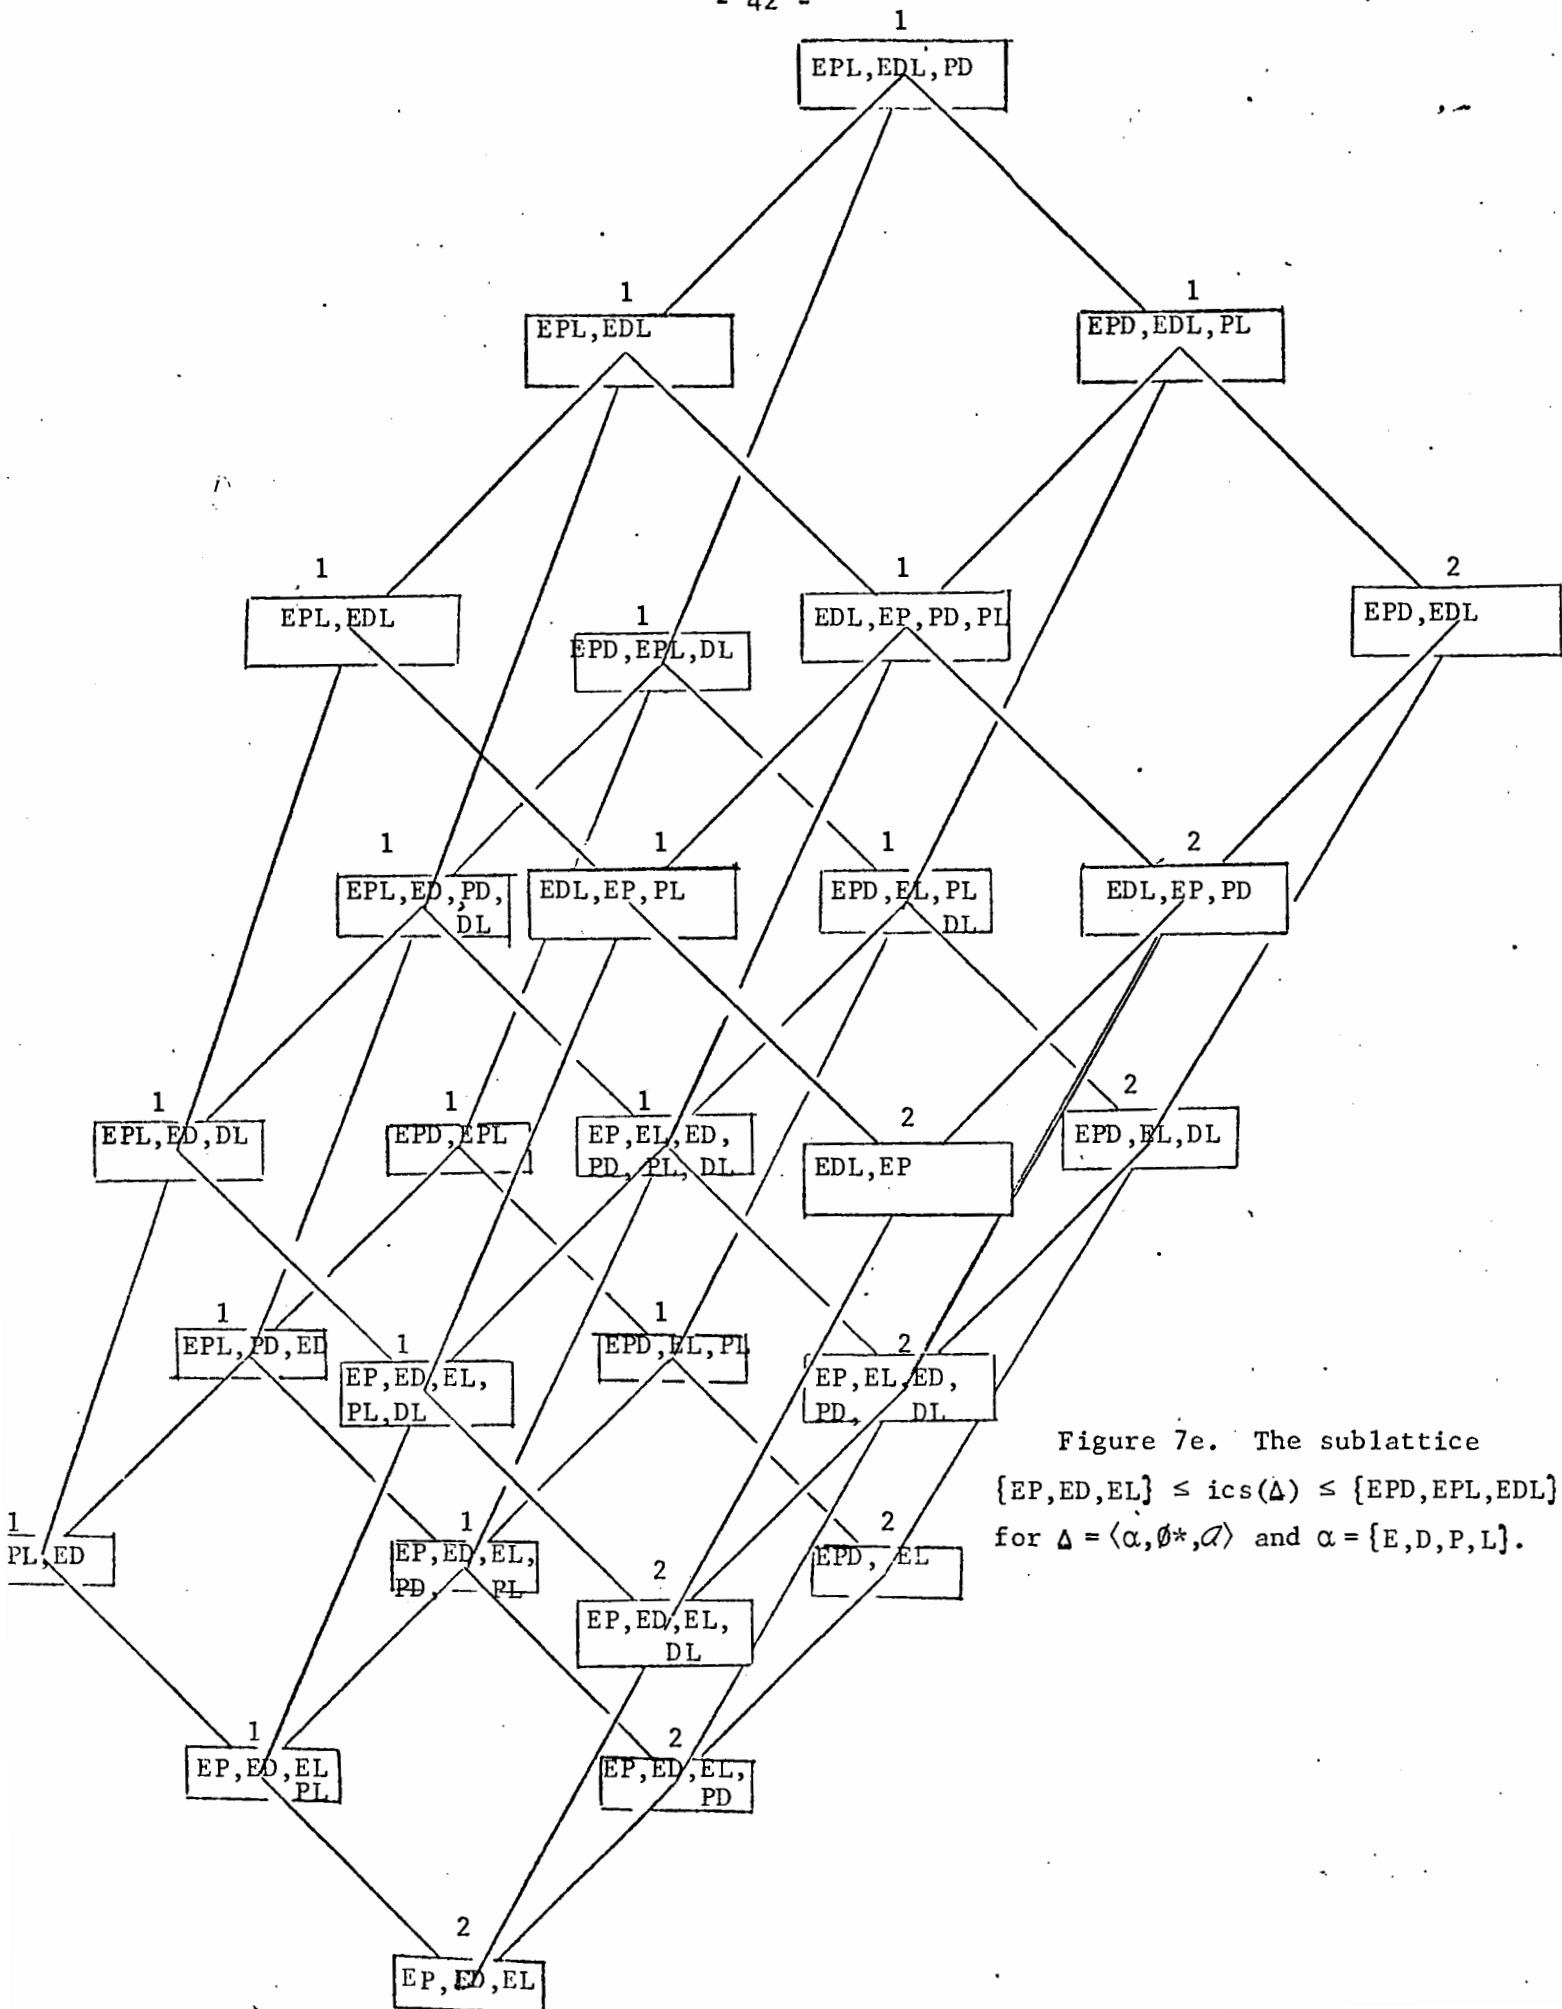 - 42 -
1
EPL,EDL,PD
1
EPL,EDL
1
EPD,EDL,PL
1
EPL,EDL
1
EPD,EPL,DL
1
EDL,EP,PD,PL
2
EPD,EDL
1
EPL,ED,PD,
DL
1
EDL,EP,PL
1
EPD,EL,PL
DL
2
EDL,EP,PD
1
EPL,ED,DL
1
EPD,EPL
1
EP,EL,ED,
PD, PL, DL
2
EDL,EP
2
EPD,EL,DL
1
EPL,PD,ED
1
EP,ED,EL,
PL,DL
1
EPD,EL,PL
2
EP,EL,ED,
PD, DL
Figure 7e. The sublattice
{EP,ED,EL} ≤ ics(Δ) ≤ {EPD,EPL,EDL}
for Δ = ⟨α,∅*,𝒶⟩ and α = {E,D,P,L}.
1
PL,ED
1
EP,ED,EL,
PD, PL
2
EP,ED,EL,
DL
2
EPD, EL
1
EP,ED,EL
PL
2
EP,ED,EL,
PD
2
EP,ED,EL